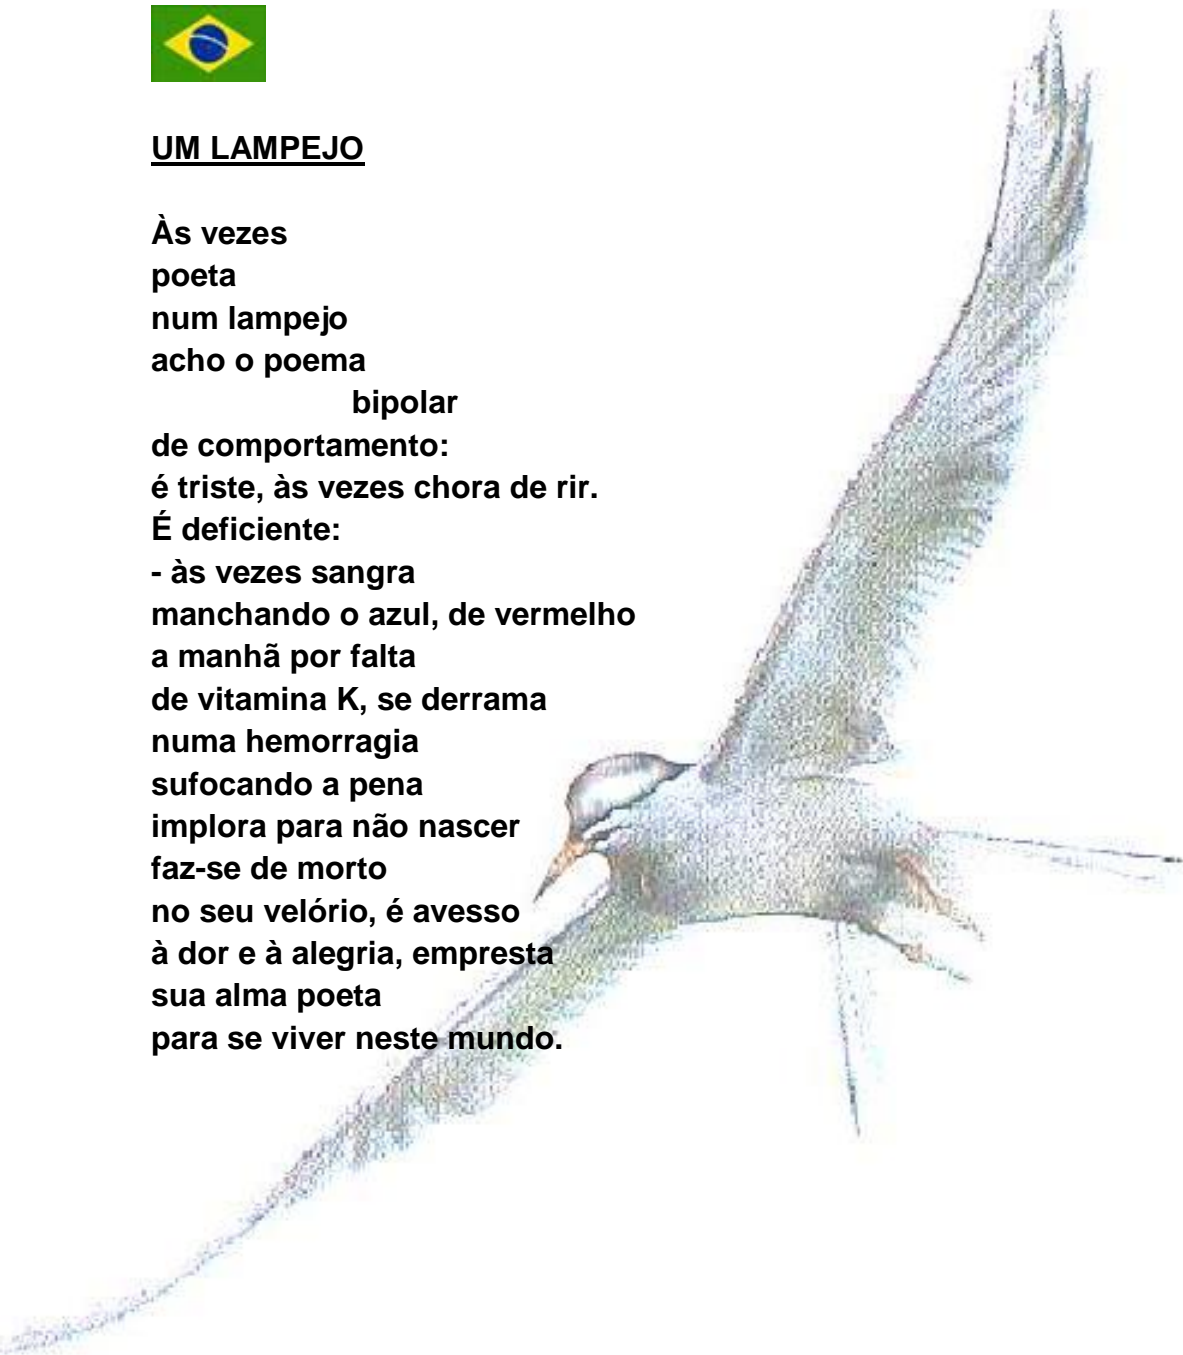 UM LAMPEJO
Às vezes
poeta
num lampejo
acho o poema
bipolar
de comportamento:
é triste, às vezes chora de rir.
É deficiente:
- às vezes sangra
manchando o azul, de vermelho
a manhã por falta
de vitamina K, se derrama
numa hemorragia
sufocando a pena
implora para não nascer
faz-se de morto
no seu velório, é avesso
à dor e à alegria, empresta
sua alma poeta
para se viver neste mundo.